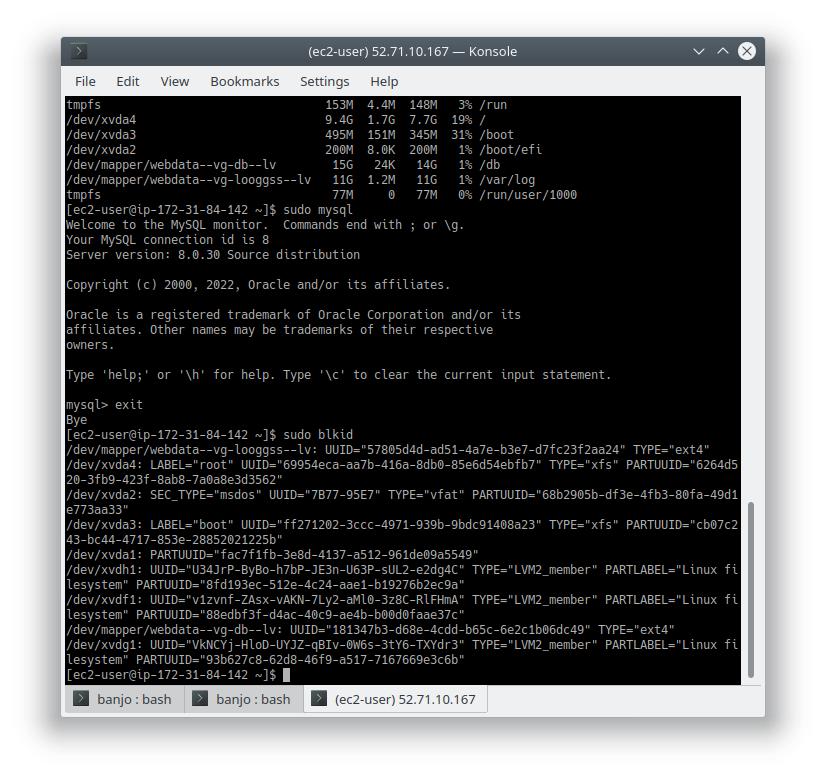 (ec2-user) 52.71.10.167 — Konsole
File Edit View Bookmarks Settings Help
tmpfs 153M 4.4M 148M 3% /run
/dev/xvda4 9.4G 1.7G 7.7G 19% /
/dev/xvda3 495M 151M 345M 31% /boot
/dev/xvda2 200M 8.0K 200M 1% /boot/efi
/dev/mapper/webdata--vg-db--lv 15G 24K 14G 1% /db
/dev/mapper/webdata--vg-looggss--lv 11G 1.2M 11G 1% /var/log
tmpfs 77M 0 77M 0% /run/user/1000
[ec2-user@ip-172-31-84-142 ~]$ sudo mysql
Welcome to the MySQL monitor.  Commands end with ; or \g.
Your MySQL connection id is 8
Server version: 8.0.30 Source distribution
Copyright (c) 2000, 2022, Oracle and/or its affiliates.
Oracle is a registered trademark of Oracle Corporation and/or its
affiliates. Other names may be trademarks of their respective
owners.
Type 'help;' or '\h' for help. Type '\c' to clear the current input statement.
mysql> exit
Bye
[ec2-user@ip-172-31-84-142 ~]$ sudo blkid
/dev/mapper/webdata--vg-looggss--lv: UUID="57805d4d-ad51-4a7e-b3e7-d7fc23f2aa24" TYPE="ext4"
/dev/xvda4: LABEL="root" UUID="69954eca-aa7b-416a-8db0-85e6d54ebfb7" TYPE="xfs" PARTUUID="6264d5
20-3fb9-423f-8ab8-7a0a8e3d3562"
/dev/xvda2: SEC_TYPE="msdos" UUID="7B77-95E7" TYPE="vfat" PARTUUID="68b2905b-df3e-4fb3-80fa-49d1
e773aa33"
/dev/xvda3: LABEL="boot" UUID="ff271202-3ccc-4971-939b-9bdc91408a23" TYPE="xfs" PARTUUID="cb07c2
43-bc44-4717-853e-28852021225b"
/dev/xvda1: PARTUUID="fac7f1fb-3e8d-4137-a512-961de09a5549"
/dev/xvdh1: UUID="U34JrP-ByBo-h7bP-JE3n-U63P-sUL2-e2dg4C" TYPE="LVM2_member" PARTLABEL="Linux fi
lesystem" PARTUUID="8fd193ec-512e-4c24-aae1-b19276b2ec9a"
/dev/xvdf1: UUID="v1zvnf-ZAsx-vAKN-7Ly2-aMl0-3z8C-RlFHmA" TYPE="LVM2_member" PARTLABEL="Linux fi
lesystem" PARTUUID="88edbf3f-d4ac-40c9-ae4b-b00d0faae37c"
/dev/mapper/webdata--vg-db--lv: UUID="181347b3-d68e-4cdd-b65c-6e2c1b06dc49" TYPE="ext4"
/dev/xvdg1: UUID="VkNCYj-HloD-UYJZ-qBIv-0W6s-3tY6-TXYdr3" TYPE="LVM2_member" PARTLABEL="Linux fi
lesystem" PARTUUID="93b627c8-62d8-46f9-a517-7167669e3c6b"
[ec2-user@ip-172-31-84-142 ~]$
banjo : bash banjo : bash (ec2-user) 52.71.10.167